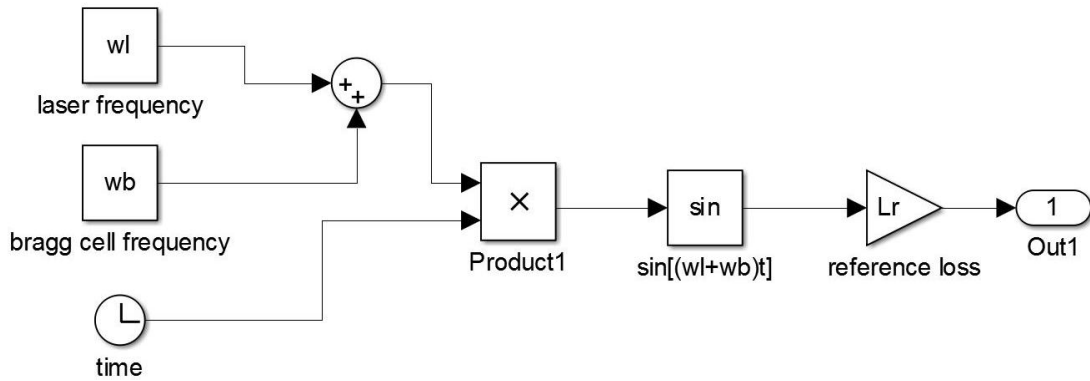 wl
laser frequency
+
+
wb
bragg cell frequency
time
×
Product1
sin
sin[(wl+wb)t]
Lr
reference loss
1
Out1